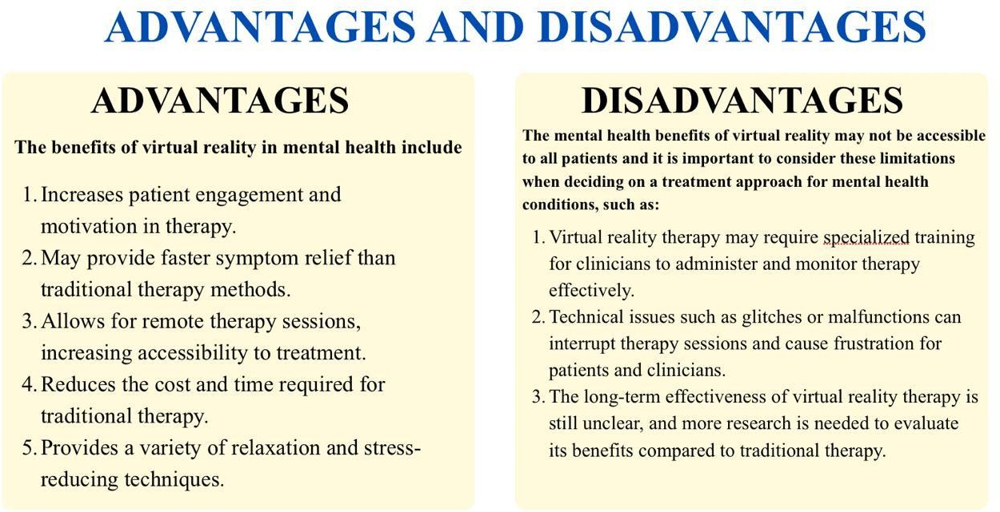 ADVANTAGES AND DISADVANTAGES
ADVANTAGES
The benefits of virtual reality in mental health include
1. Increases patient engagement and
motivation in therapy.
2. May provide faster symptom relief than
traditional therapy methods.
3. Allows for remote therapy sessions,
increasing accessibility to treatment.
4. Reduces the cost and time required for
traditional therapy.
5. Provides a variety of relaxation and stress-
reducing techniques.
DISADVANTAGES
The mental health benefits of virtual reality may not be accessible
to all patients and it is important to consider these limitations
when deciding on a treatment approach for mental health
conditions, such as:
1. Virtual reality therapy may require specialized training
for clinicians to administer and monitor therapy
effectively.
2. Technical issues such as glitches or malfunctions can
interrupt therapy sessions and cause frustration for
patients and clinicians.
3. The long-term effectiveness of virtual reality therapy is
still unclear, and more research is needed to evaluate
its benefits compared to traditional therapy.